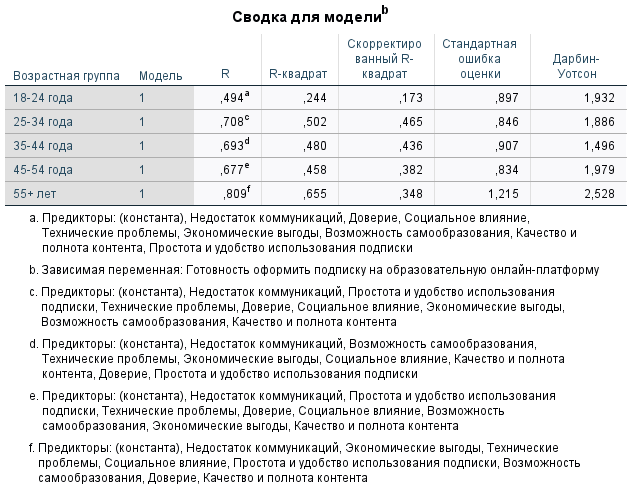 Сводка для моделиb
Возрастная группа Модель R R-квадрат Скорректированный R-квадрат Стандартная ошибка оценки Дарбин-Уотсон
18-24 года 1 ,494a ,244 ,173 ,897 1,932
25-34 года 1 ,708c ,502 ,465 ,846 1,886
35-44 года 1 ,693d ,480 ,436 ,907 1,496
45-54 года 1 ,677e ,458 ,382 ,834 1,979
55+ лет 1 ,809f ,655 ,348 1,215 2,528
a. Предикторы: (константа), Недостаток коммуникаций, Доверие, Социальное влияние,
Технические проблемы, Экономические выгоды, Возможность самообразования, Качество и
полнота контента, Простота и удобство использования подписки
b. Зависимая переменная: Готовность оформить подписку на образовательную онлайн-платформу
c. Предикторы: (константа), Недостаток коммуникаций, Простота и удобство использования
подписки, Технические проблемы, Доверие, Социальное влияние, Экономические выгоды,
Возможность самообразования, Качество и полнота контента
d. Предикторы: (константа), Недостаток коммуникаций, Возможность самообразования,
Технические проблемы, Экономические выгоды, Социальное влияние, Качество и полнота
контента, Доверие, Простота и удобство использования подписки
e. Предикторы: (константа), Недостаток коммуникаций, Простота и удобство использования
подписки, Технические проблемы, Доверие, Социальное влияние, Возможность
самообразования, Экономические выгоды, Качество и полнота контента
f. Предикторы: (константа), Недостаток коммуникаций, Экономические выгоды, Технические
проблемы, Социальное влияние, Простота и удобство использования подписки, Возможность
самообразования, Доверие, Качество и полнота контента